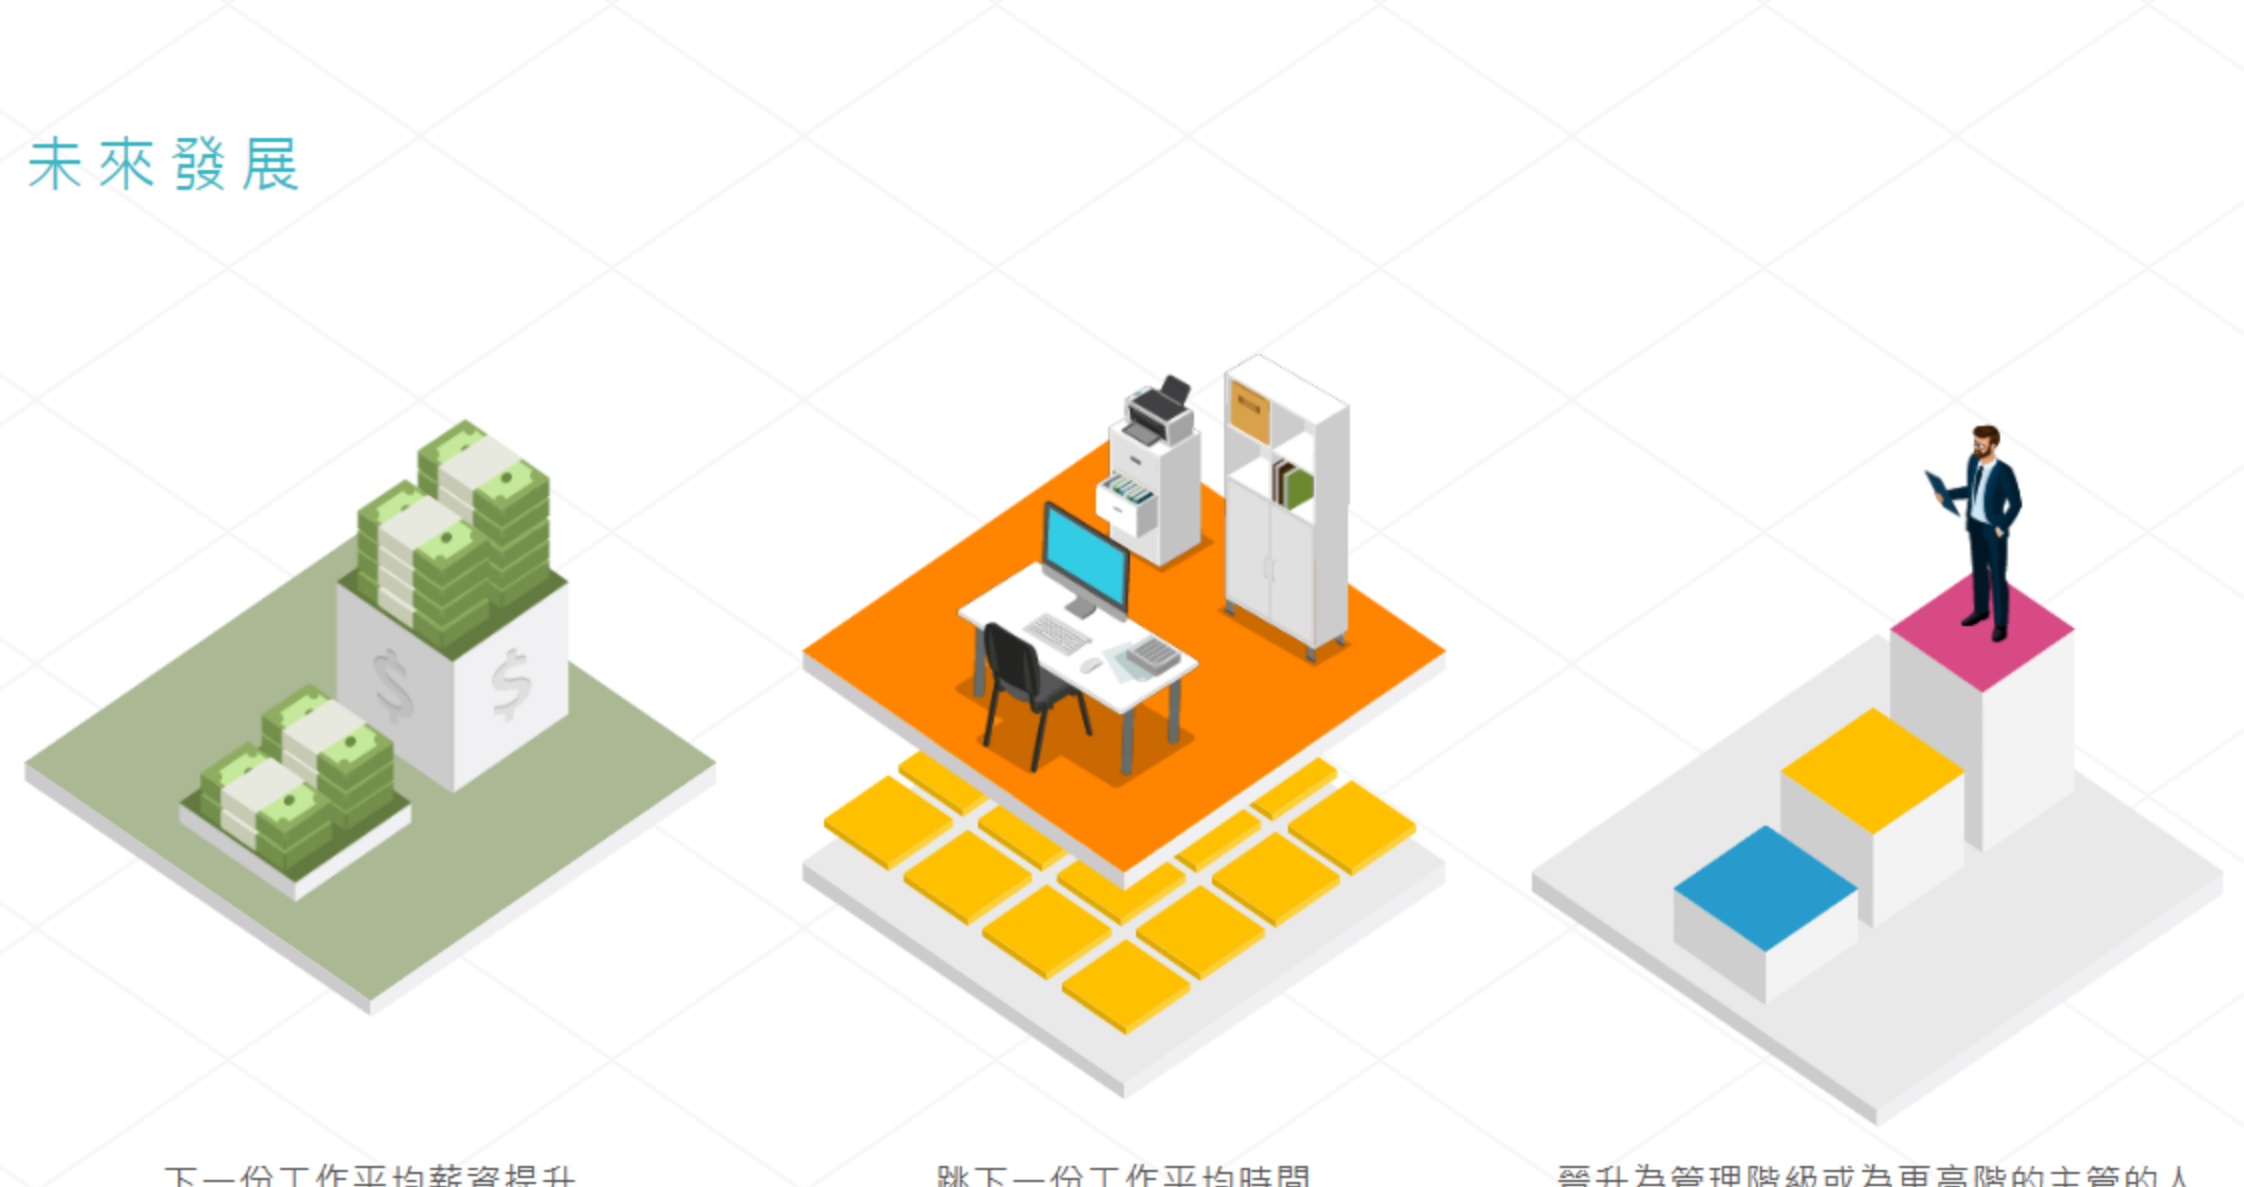 未來發展
下一份工作平均薪資提升
跳下一份工作平均時間
晉升為管理階級或為更高階的主管的人